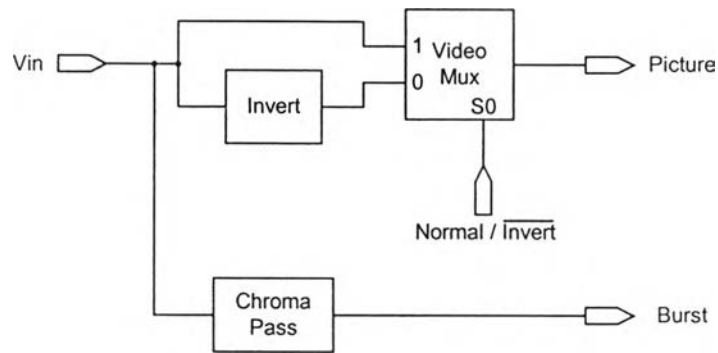 Vin
Invert
1
0
Video
Mux
S0
Picture
Normal / Invert
Chroma
Pass
Burst